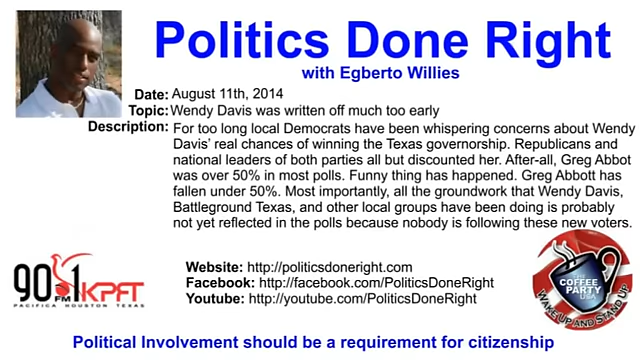 Politics Done Right
with Egberto Willies
Date: August 11th, 2014
Topic: Wendy Davis was written off much too early
Description: For too long local Democrats have been whispering concerns about Wendy
Davis' real chances of winning the Texas governorship. Republicans and
national leaders of both parties all but discounted her. After-all, Greg Abbot
was over 50% in most polls. Funny thing has happened. Greg Abbott has
fallen under 50%. Most importantly, all the groundwork that Wendy Davis,
Battleground Texas, and other local groups have been doing is probably
not yet reflected in the polls because nobody is following these new voters.
90.1 FM KPFT
PACIFICA HOUSTON TEXAS
Website: http://politicsdoneright.com
Facebook: http://facebook.com/PoliticsDoneRight
Youtube: http://youtube.com/PoliticsDoneRight
THE
COFFEE
PARTY
USA
WAKE UP AND STAND UP
Political Involvement should be a requirement for citizenship